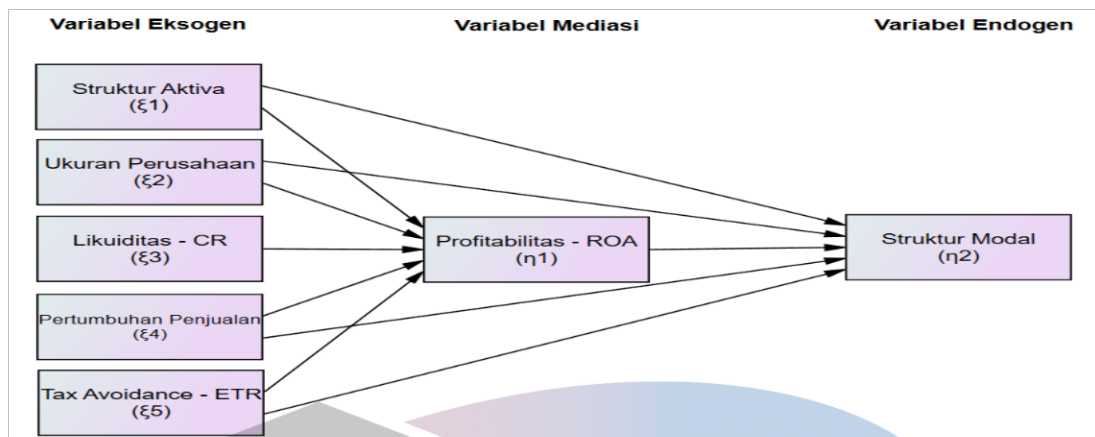 Variabel Eksogen
Variabel Mediasi
Variabel Endogen
Struktur Aktiva
(ξ1)
Ukuran Perusahaan
(ξ2)
Likuiditas - CR
(ξ3)
Pertumbuhan Penjualan
(ξ4)
Tax Avoidance - ETR
(ξ5)
Profitabilitas - ROA
(η1)
Struktur Modal
(η2)